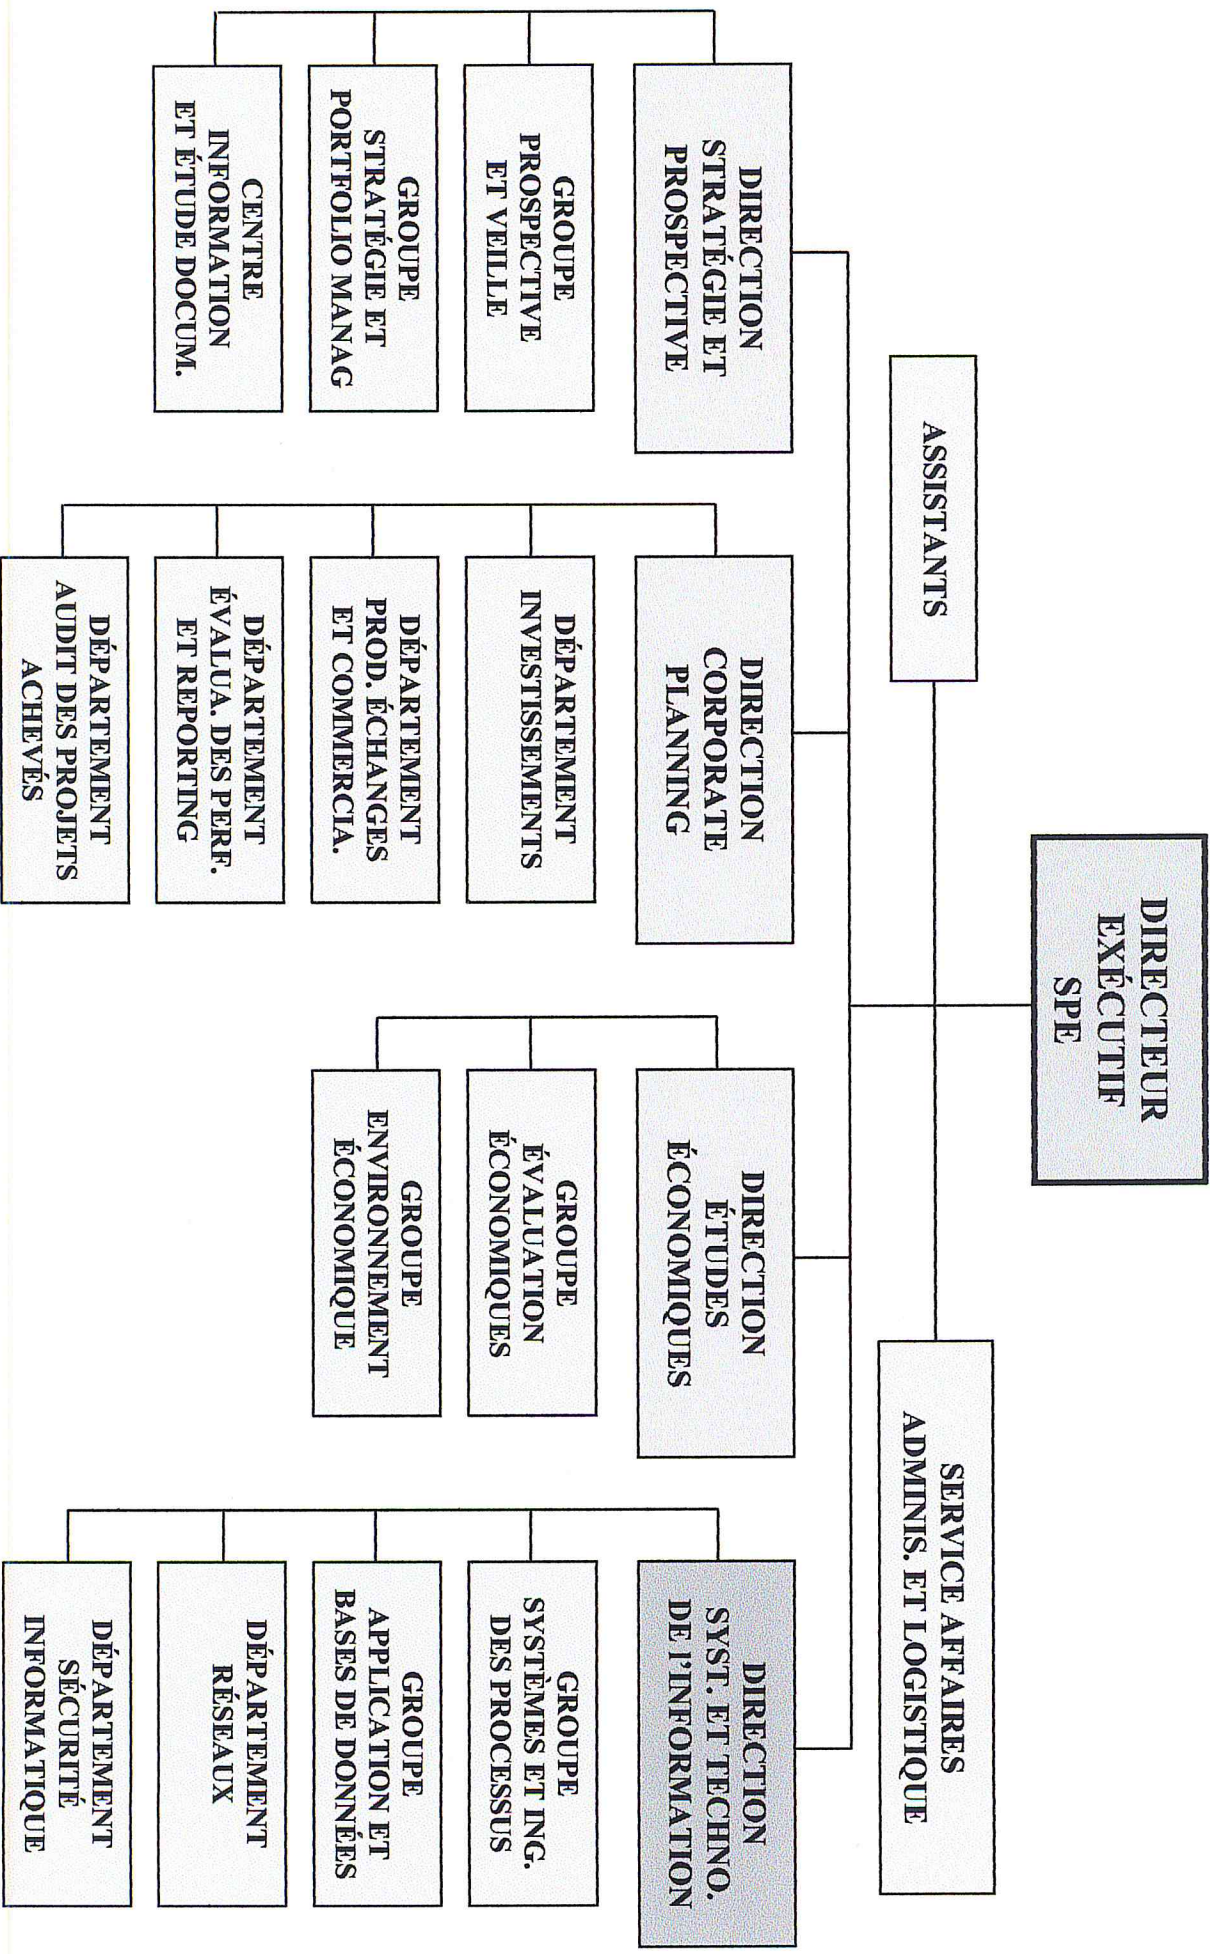 DIRECTEUR
EXÉCUTIF
SPE
ASSISTANTS
SERVICE AFFAIRES
ADMINIS. ET LOGISTIQUE
DIRECTION
STRATÉGIE ET
PROSPECTIVE
GROUPE
PROSPECTIVE
ET VEILLE
GROUPE
STRATÉGIE ET
PORTFOLIO MANAG
CENTRE
INFORMATION
ET ÉTUDE DOCUM.
DIRECTION
CORPORATE
PLANNING
DÉPARTEMENT
INVESTISSEMENTS
DÉPARTEMENT
PROD. ÉCHANGES
ET COMMERCIA.
DÉPARTEMENT
ÉVALUA. DES PERF.
ET REPORTING
DÉPARTEMENT
AUDIT DES PROJETS
ACHEVÉS
DIRECTION
ÉTUDES
ÉCONOMIQUES
GROUPE
ÉVALUATION
ÉCONOMIQUES
GROUPE
ENVIRONNEMENT
ÉCONOMIQUE
DIRECTION
SYST. ET TECHNO.
DE l'INFORMATION
GROUPE
SYSTÈMES ET ING.
DES PROCESSUS
GROUPE
APPLICATION ET
BASES DE DONNÉES
DÉPARTEMENT
RÉSEAUX
DÉPARTEMENT
SÉCURITÉ
INFORMATIQUE